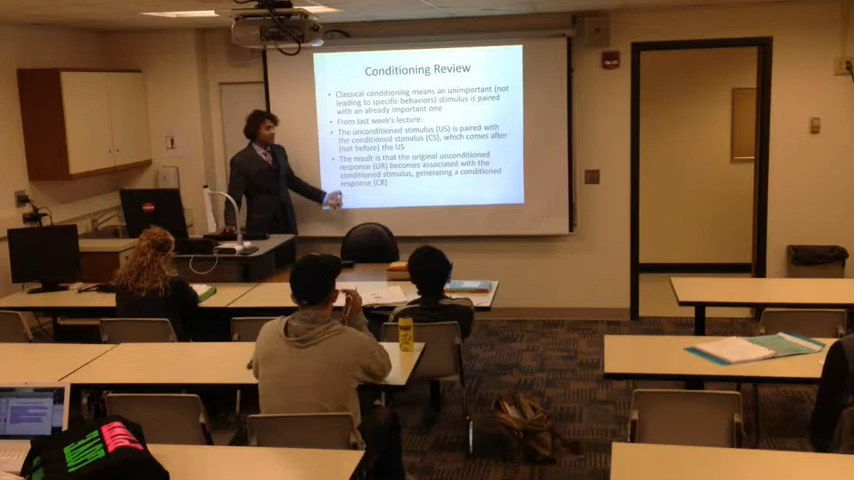 Conditioning Review
• Classical conditioning means an unimportant (not
leading to specific behaviors) stimulus is paired
with an already important one
• From last week's lecture:
• The unconditioned stimulus (US) is paired with
the conditioned stimulus (CS), which comes after
(not before) the US
• The result is that the original unconditioned
response (UR) becomes associated with the
conditioned stimulus, generating a conditioned
response (CR)